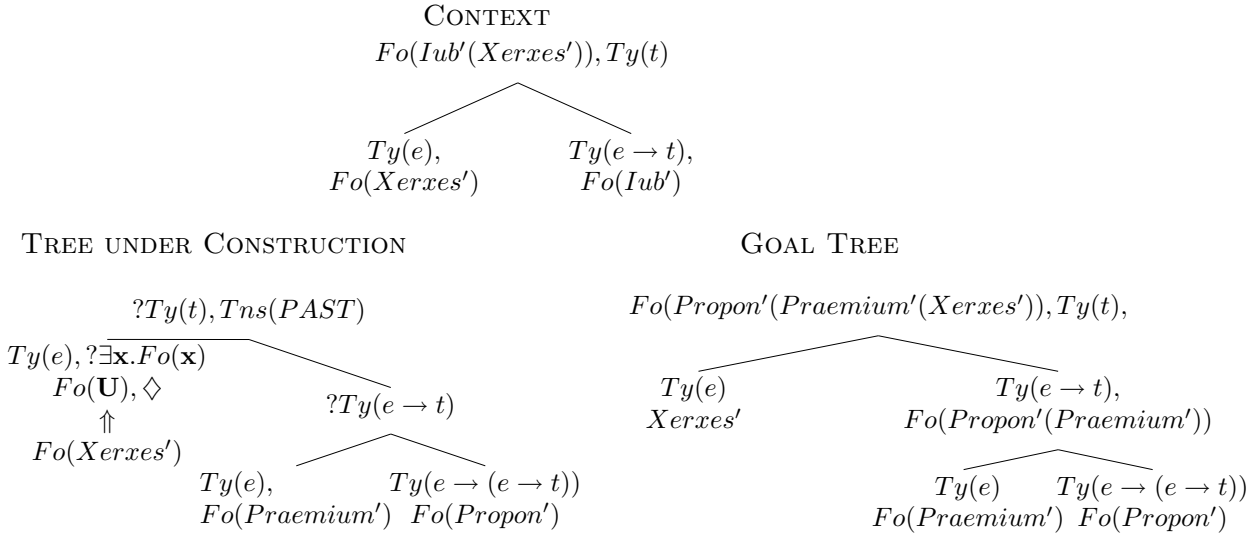 CONTEXT
Fo(Iub′(Xerxes′)), Ty(t)
Ty(e), Ty(e → t),
Fo(Xerxes′) Fo(Iub′)
TREE UNDER CONSTRUCTION GOAL TREE
?Ty(t), Tns(PAST) Fo(Propon′(Praemium′(Xerxes′)), Ty(t),
Ty(e), ?∃x.Fo(x)
Fo(U), ◇
⇑
Fo(Xerxes′)
?Ty(e → t)
Ty(e), Ty(e → (e → t))
Fo(Praemium′) Fo(Propon′)
Ty(e) Ty(e → t),
Xerxes′ Fo(Propon′(Praemium′))
Ty(e) Ty(e → (e → t))
Fo(Praemium′) Fo(Propon′)